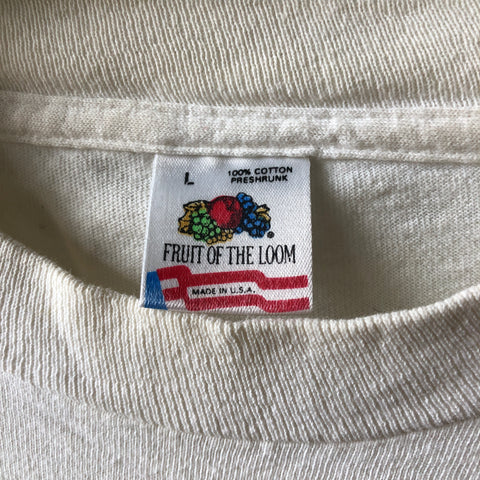 L
100% COTTON
PRESHRUNK
®
FRUIT OF THE LOOM
MADE IN U.S.A.